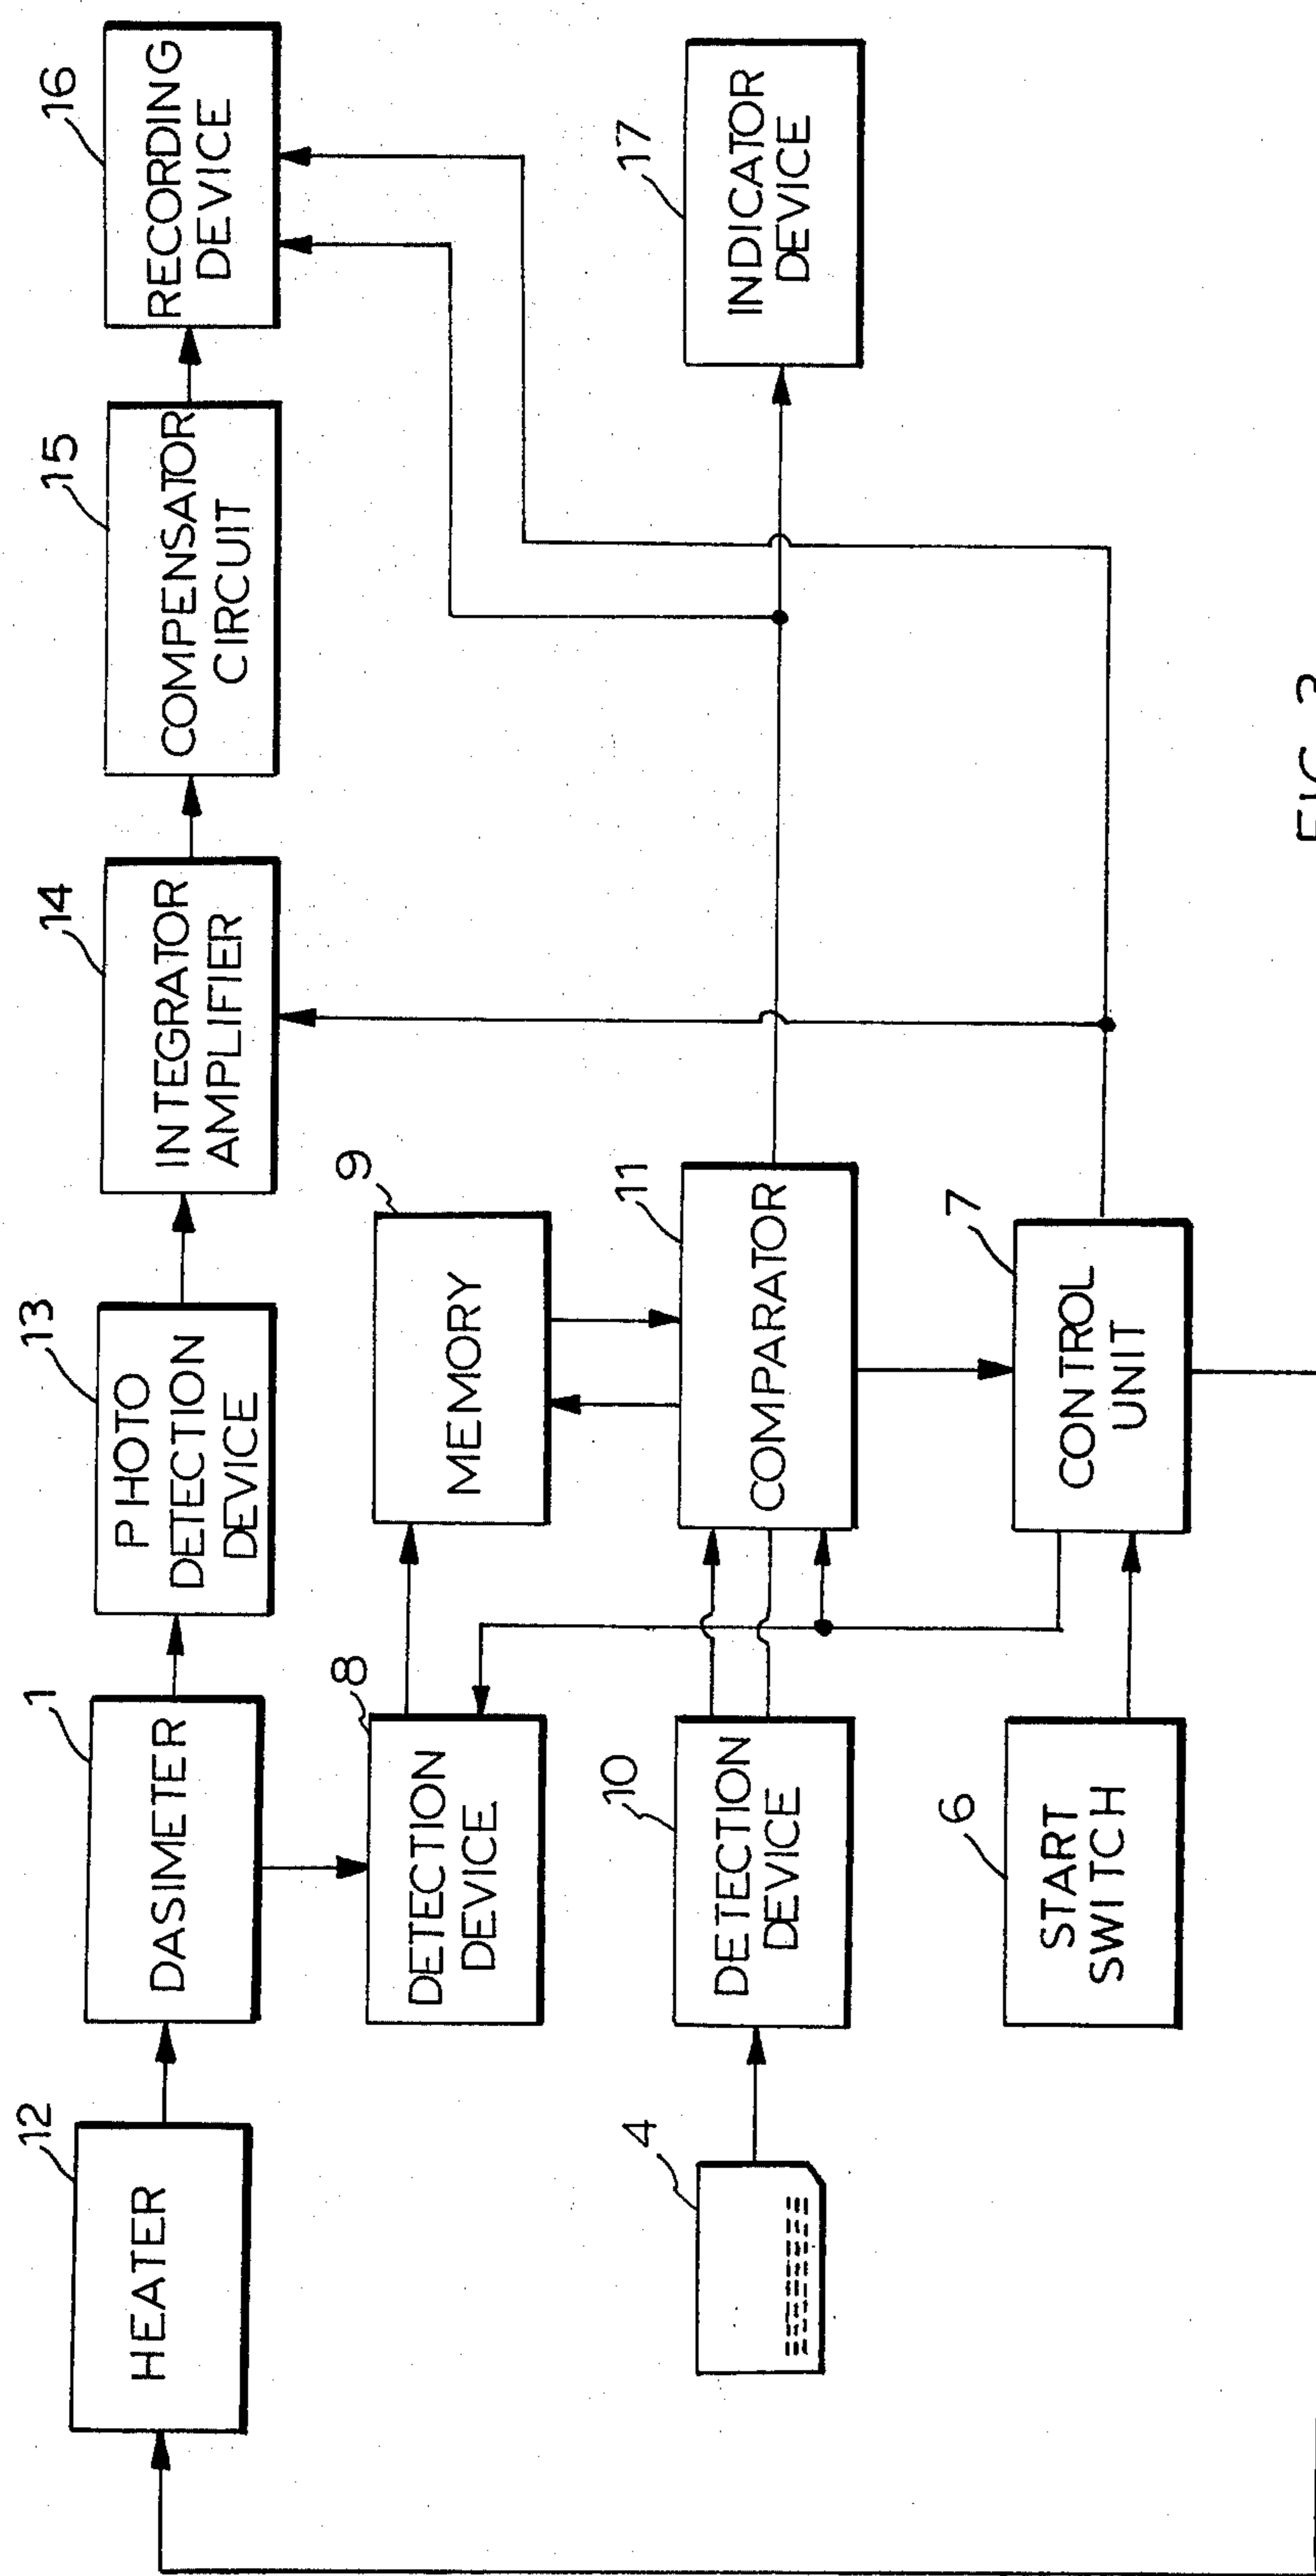 12
HEATER
1
DASIMETER
13
PHOTO
DETECTION
DEVICE
14
INTEGRATOR
AMPLIFIER
15
COMPENSATOR
CIRCUIT
16
RECORDING
DEVICE
8
DETECTION
DEVICE
9
MEMORY
4
10
DETECTION
DEVICE
11
COMPARATOR
17
INDICATOR
DEVICE
6
START
SWITCH
7
CONTROL
UNIT
FIG.